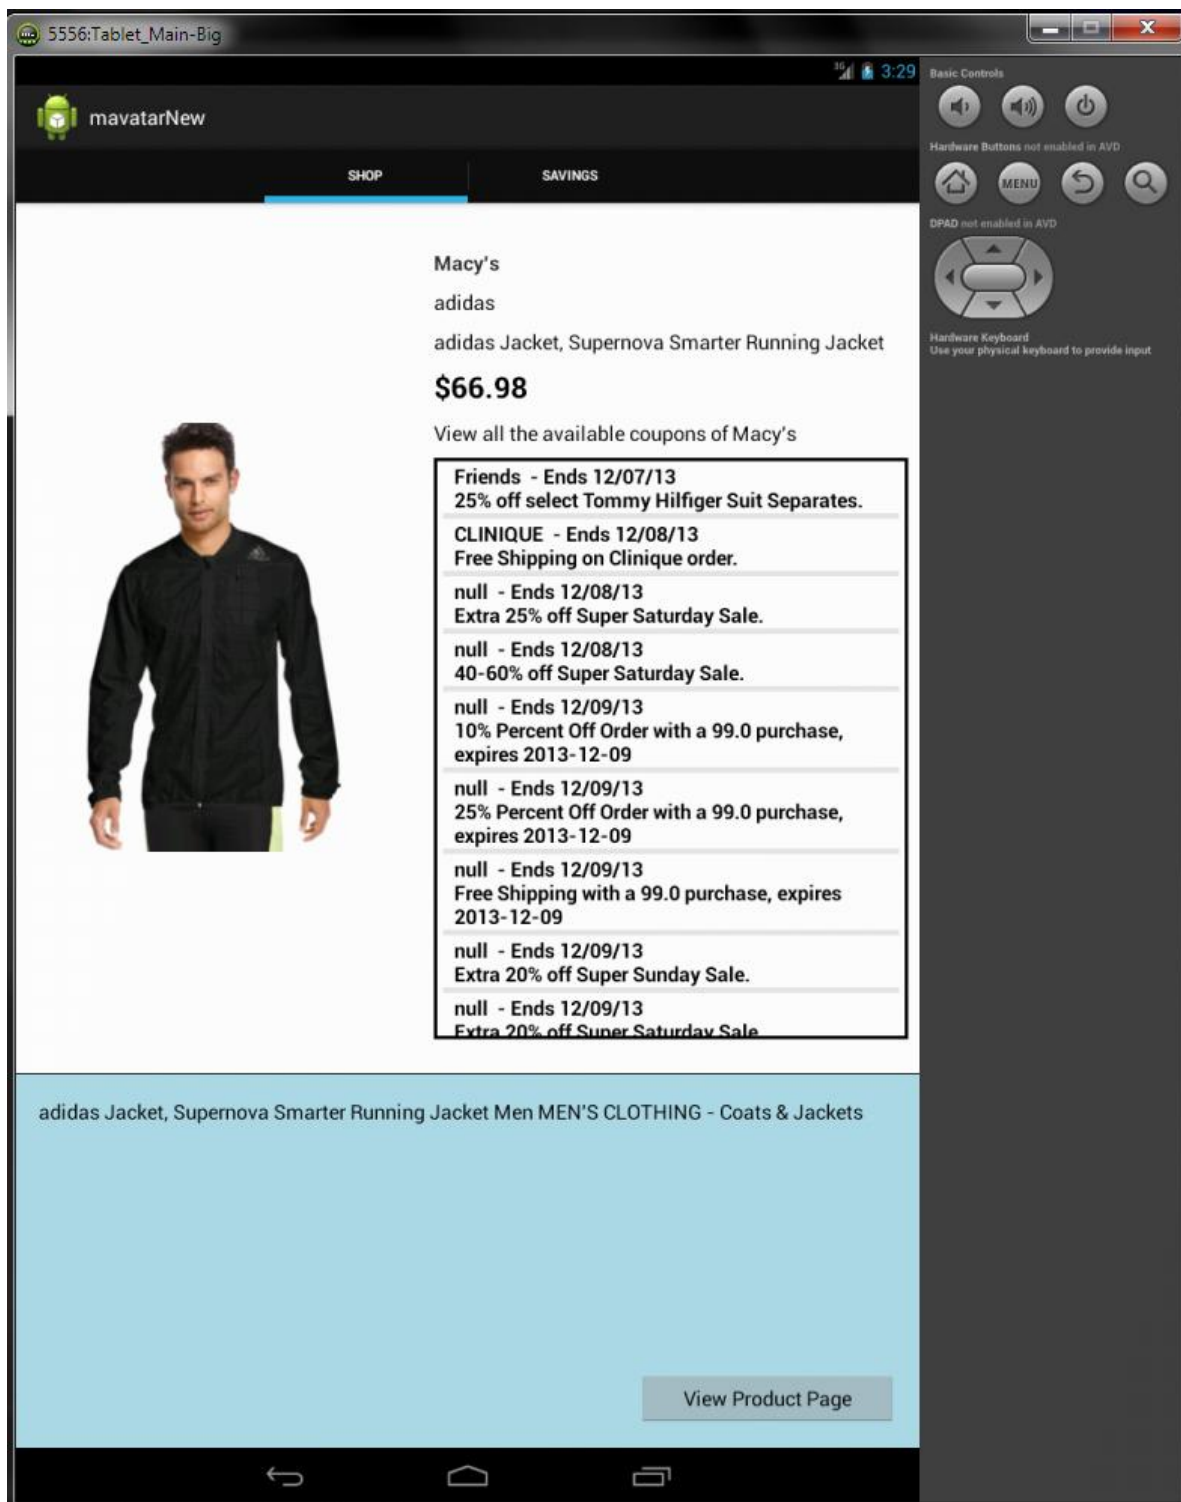 5556:Tablet_Main-Big
3G 3:29
mavatarNew
SHOP SAVINGS
Macy's
adidas
adidas Jacket, Supernova Smarter Running Jacket
$66.98
View all the available coupons of Macy's
Friends - Ends 12/07/13
25% off select Tommy Hilfiger Suit Separates.
CLINIQUE - Ends 12/08/13
Free Shipping on Clinique order.
null - Ends 12/08/13
Extra 25% off Super Saturday Sale.
null - Ends 12/08/13
40-60% off Super Saturday Sale.
null - Ends 12/09/13
10% Percent Off Order with a 99.0 purchase,
expires 2013-12-09
null - Ends 12/09/13
25% Percent Off Order with a 99.0 purchase,
expires 2013-12-09
null - Ends 12/09/13
Free Shipping with a 99.0 purchase, expires
2013-12-09
null - Ends 12/09/13
Extra 20% off Super Sunday Sale.
null - Ends 12/09/13
Extra 20% off Super Saturday Sale
adidas Jacket, Supernova Smarter Running Jacket Men MEN'S CLOTHING - Coats & Jackets
View Product Page
Basic Controls
Hardware Buttons not enabled in AVD
MENU
DPAD not enabled in AVD
Hardware Keyboard
Use your physical keyboard to provide input